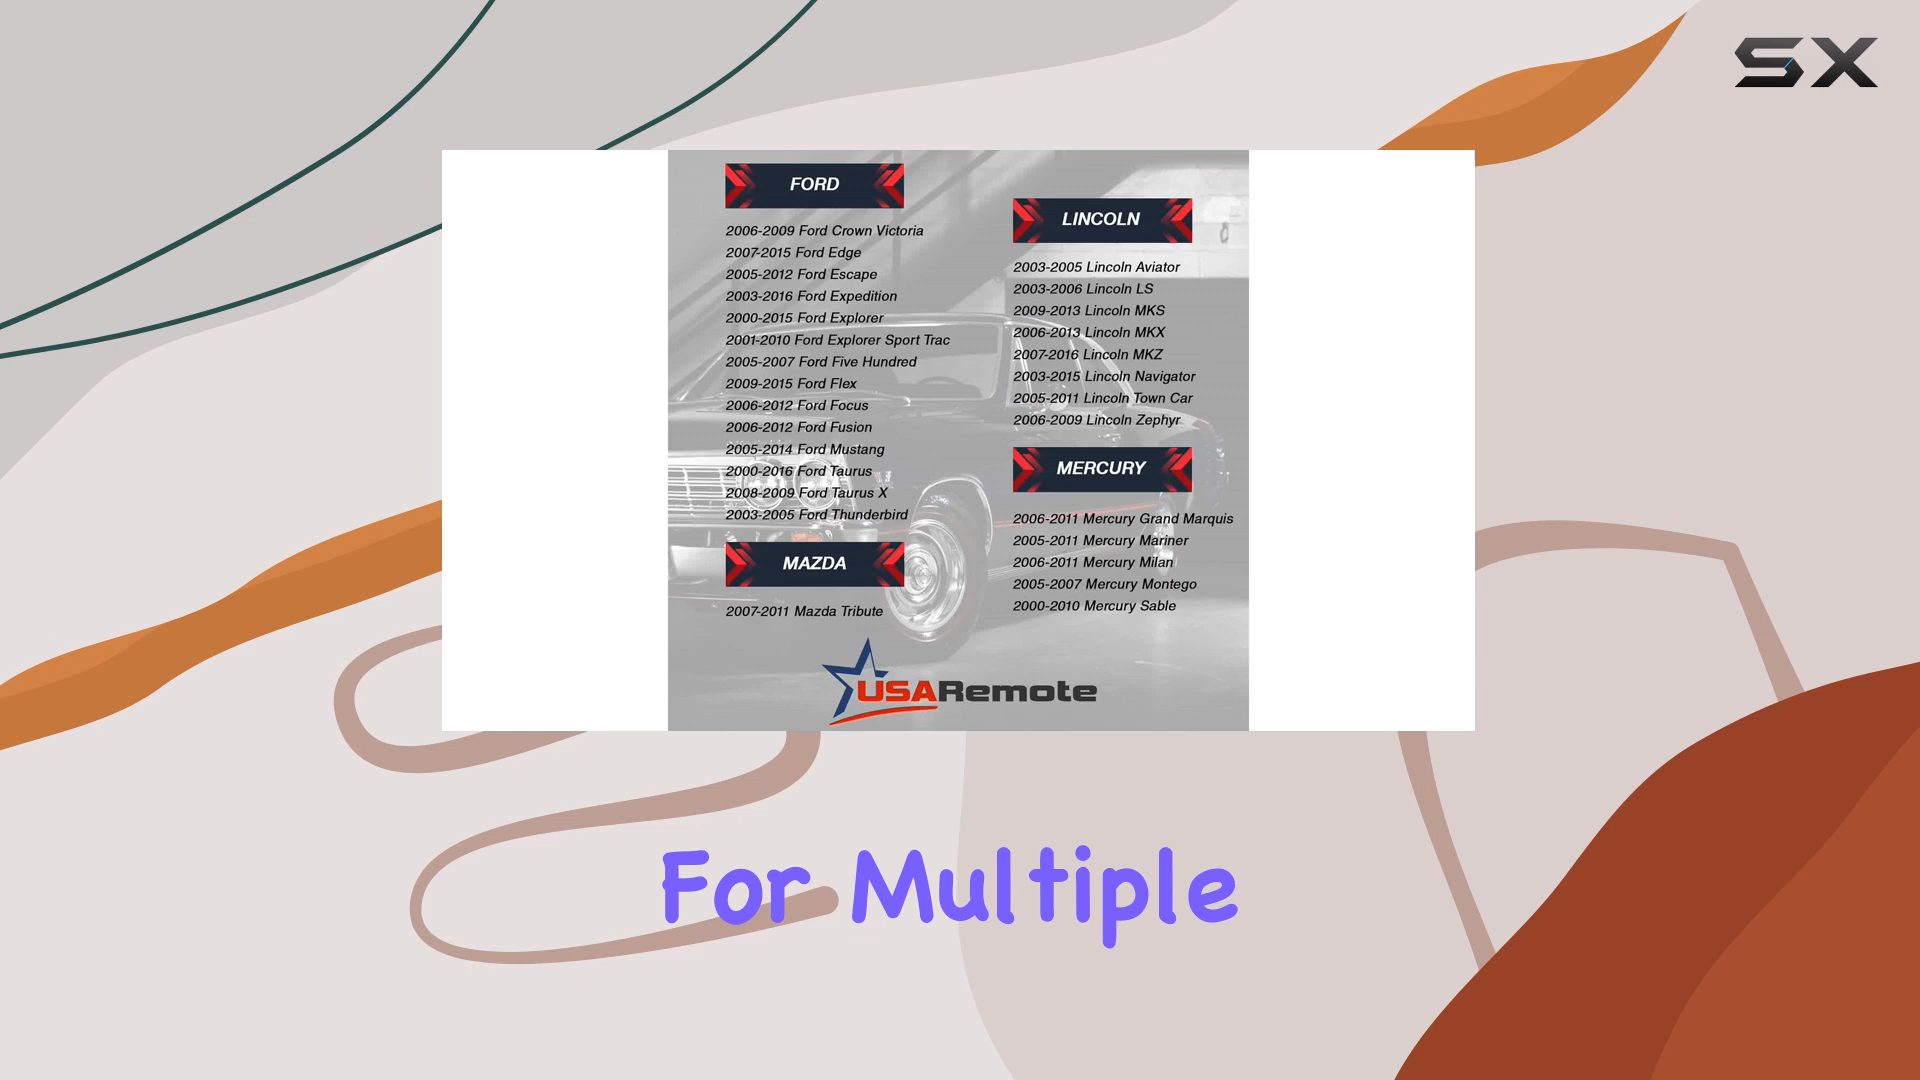 SX
FORD
2006-2009 Ford Crown Victoria
2007-2015 Ford Edge
2005-2012 Ford Escape
2003-2016 Ford Expedition
2000-2015 Ford Explorer
2001-2010 Ford Explorer Sport Trac
2005-2007 Ford Five Hundred
2009-2015 Ford Flex
2006-2012 Ford Focus
2006-2012 Ford Fusion
2005-2014 Ford Mustang
2000-2016 Ford Taurus
2008-2009 Ford Taurus X
2003-2005 Ford Thunderbird
MAZDA
2007-2011 Mazda Tribute
LINCOLN
2003-2005 Lincoln Aviator
2003-2006 Lincoln LS
2009-2013 Lincoln MKS
2006-2013 Lincoln MKX
2007-2016 Lincoln MKZ
2003-2015 Lincoln Navigator
2005-2011 Lincoln Town Car
2006-2009 Lincoln Zephyr
MERCURY
2006-2011 Mercury Grand Marquis
2005-2011 Mercury Mariner
2006-2011 Mercury Milan
2005-2007 Mercury Montego
2000-2010 Mercury Sable
USARemote
For Multiple